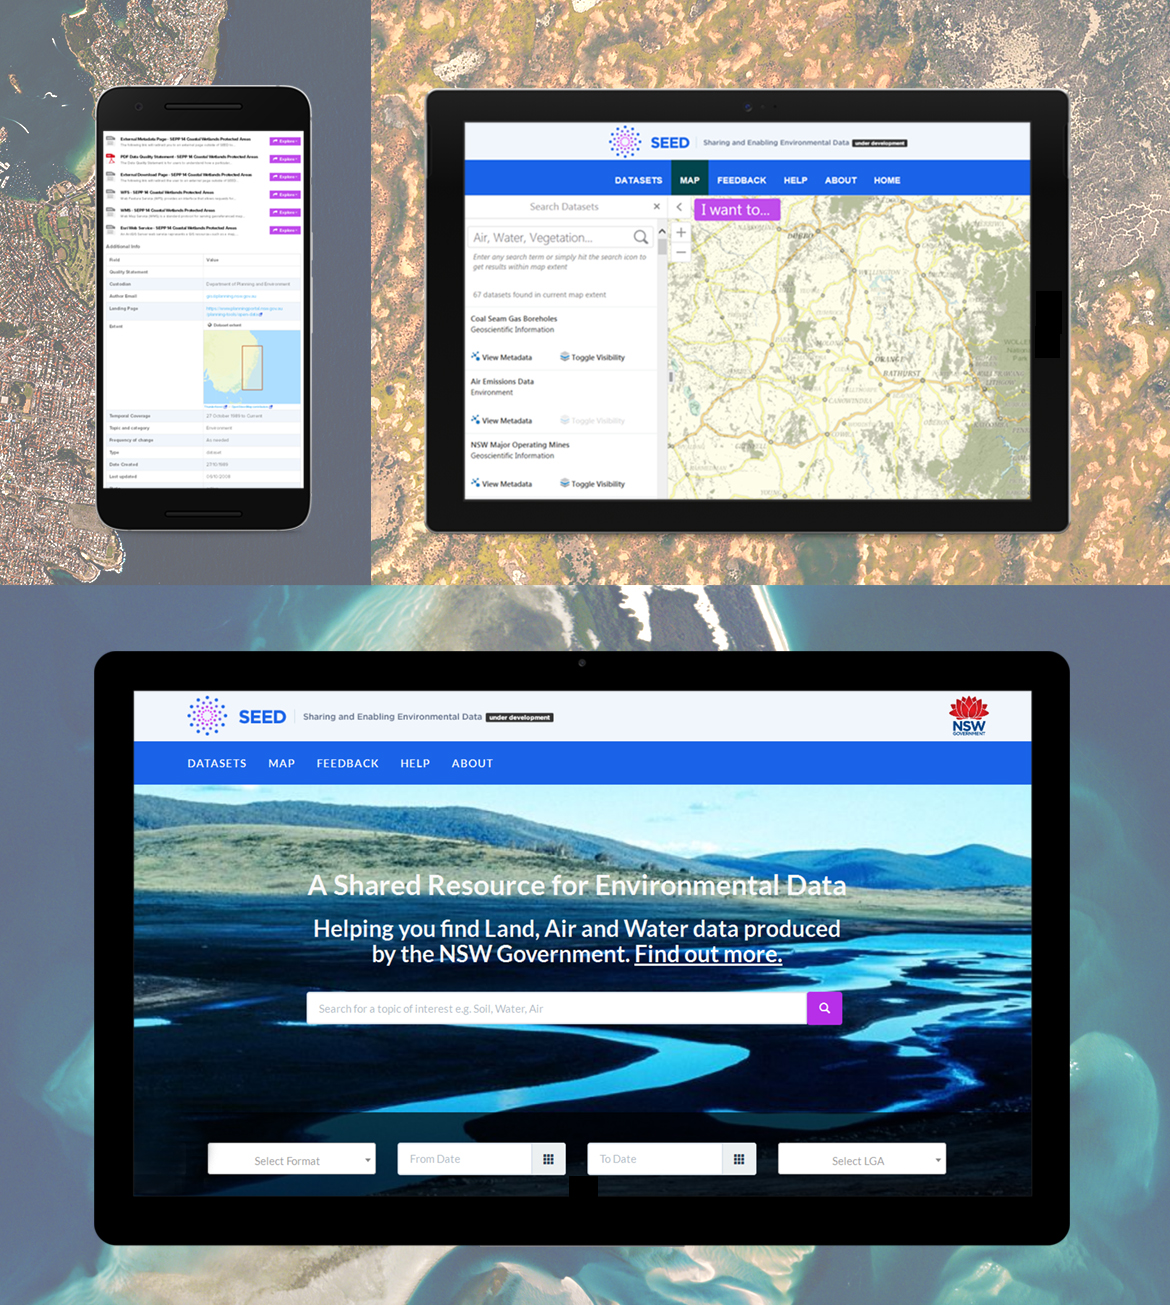 External Metadata Page - SEPP 14 Coastal Wetlands Protected Areas
Explore
PDF Data Quality Statement - SEPP 14 Coastal Wetlands Protected Areas
Explore
External Download Page - SEPP 14 Coastal Wetlands Protected Areas
Explore
WFS - SEPP 14 Coastal Wetlands Protected Areas
Explore
WMS - SEPP 14 Coastal Wetlands Protected Areas
Explore
Esri Web Service - SEPP 14 Coastal Wetlands Protected Areas
Explore
Additional Info
Field Value
Quality Statement
Custodian Department of Planning and Environment
Author Email
Landing Page
Extent Dataset extent
Temporal Coverage 27 October 1989 to Current
Topic and category Environment
Frequency of change As needed
Type dataset
Date Created 27/10/1989
Last updated
SEED Sharing and Enabling Environmental Data under development
DATASETS MAP FEEDBACK HELP ABOUT HOME
Search Datasets ×
I want to...
Air, Water, Vegetation...
Enter any search term or simply hit the search icon to
get results within map extent
67 datasets found in current map extent
Coal Seam Gas Boreholes
Geoscientific Information
View Metadata Toggle Visibility
Air Emissions Data
Environment
View Metadata Toggle Visibility
NSW Major Operating Mines
Geoscientific Information
View Metadata Toggle Visibility
DUBBO
WELLINGTON
ORANGE
BATHURST
CANOWINDRA
SEED Sharing and Enabling Environmental Data under development
NSW
GOVERNMENT
DATASETS MAP FEEDBACK HELP ABOUT
A Shared Resource for Environmental Data
Helping you find Land, Air and Water data produced
by the NSW Government. Find out more.
Search for a topic of interest e.g. Soil, Water, Air
Select Format From Date To Date Select LGA